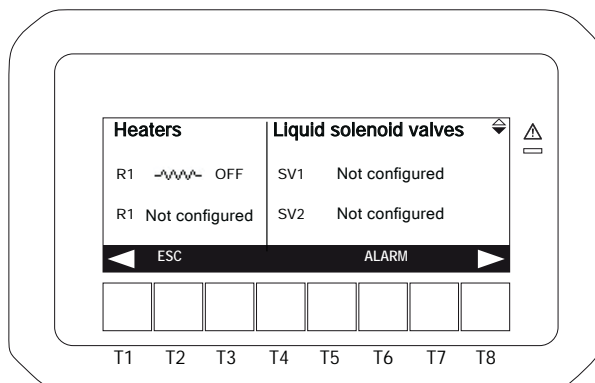 Heaters Liquid solenoid valves
R1 OFF SV1 Not configured
R1 Not configured SV2 Not configured
ESC ALARM
T1 T2 T3 T4 T5 T6 T7 T8